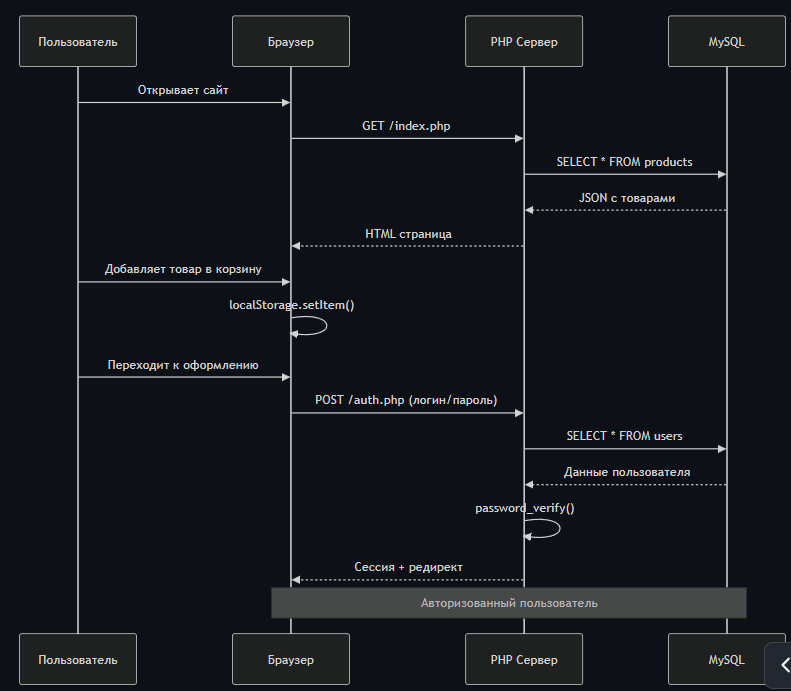 Пользователь
Браузер
PHP Сервер
MySQL
Открывает сайт
GET /index.php
SELECT * FROM products
JSON с товарами
HTML страница
Добавляет товар в корзину
localStorage.setItem()
Переходит к оформлению
POST /auth.php (логин/пароль)
SELECT * FROM users
Данные пользователя
password_verify()
Сессия + редирект
Авторизованный пользователь
Пользователь
Браузер
PHP Сервер
MySQL